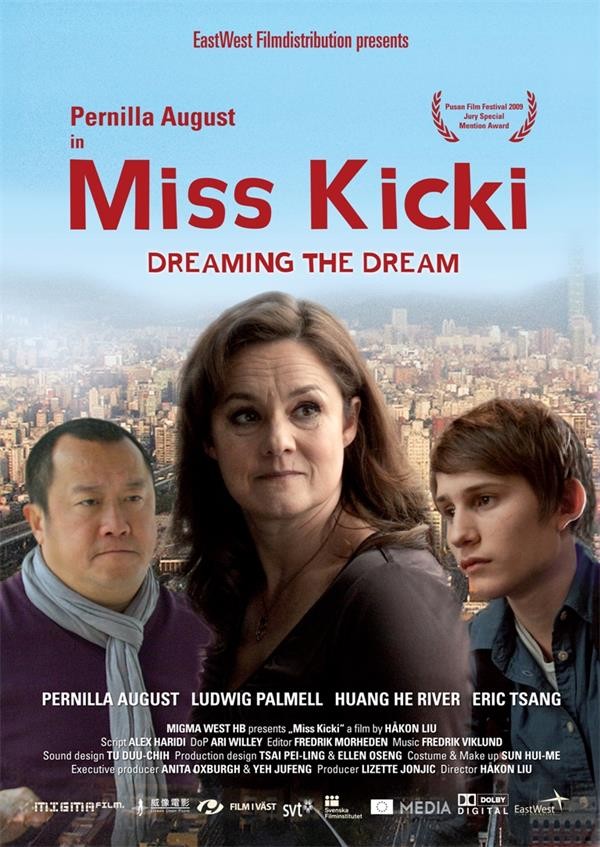 EastWest Filmdistribution presents
Pernilla August
in
Pusan Film Festival 2009
Jury Special
Mention Award
Miss Kicki
DREAMING THE DREAM
PERNILLA AUGUST LUDWIG PALMELL HUANG HE RIVER ERIC TSANG
MIGMA WEST HB presents „Miss Kicki" a film by HÅKON LIU
Script ALEX HARIDI DoP ARI WILLEY Editor FREDRIK MORHEDEN Music FREDRIK VIKLUND
Sound design TU DUU-CHIH Production design TSAI PEI-LING & ELLEN OSENG Costume & Make up SUN HUI-ME
Executive producer ANITA OXBURGH & YEH JUFENG Producer LIZETTE JONJIC Director HÅKON LIU
MIGMA FILM. 威像電影 FILM I VÄST svt Svenska Filminstitutet MEDIA DOLBY DIGITAL EastWest